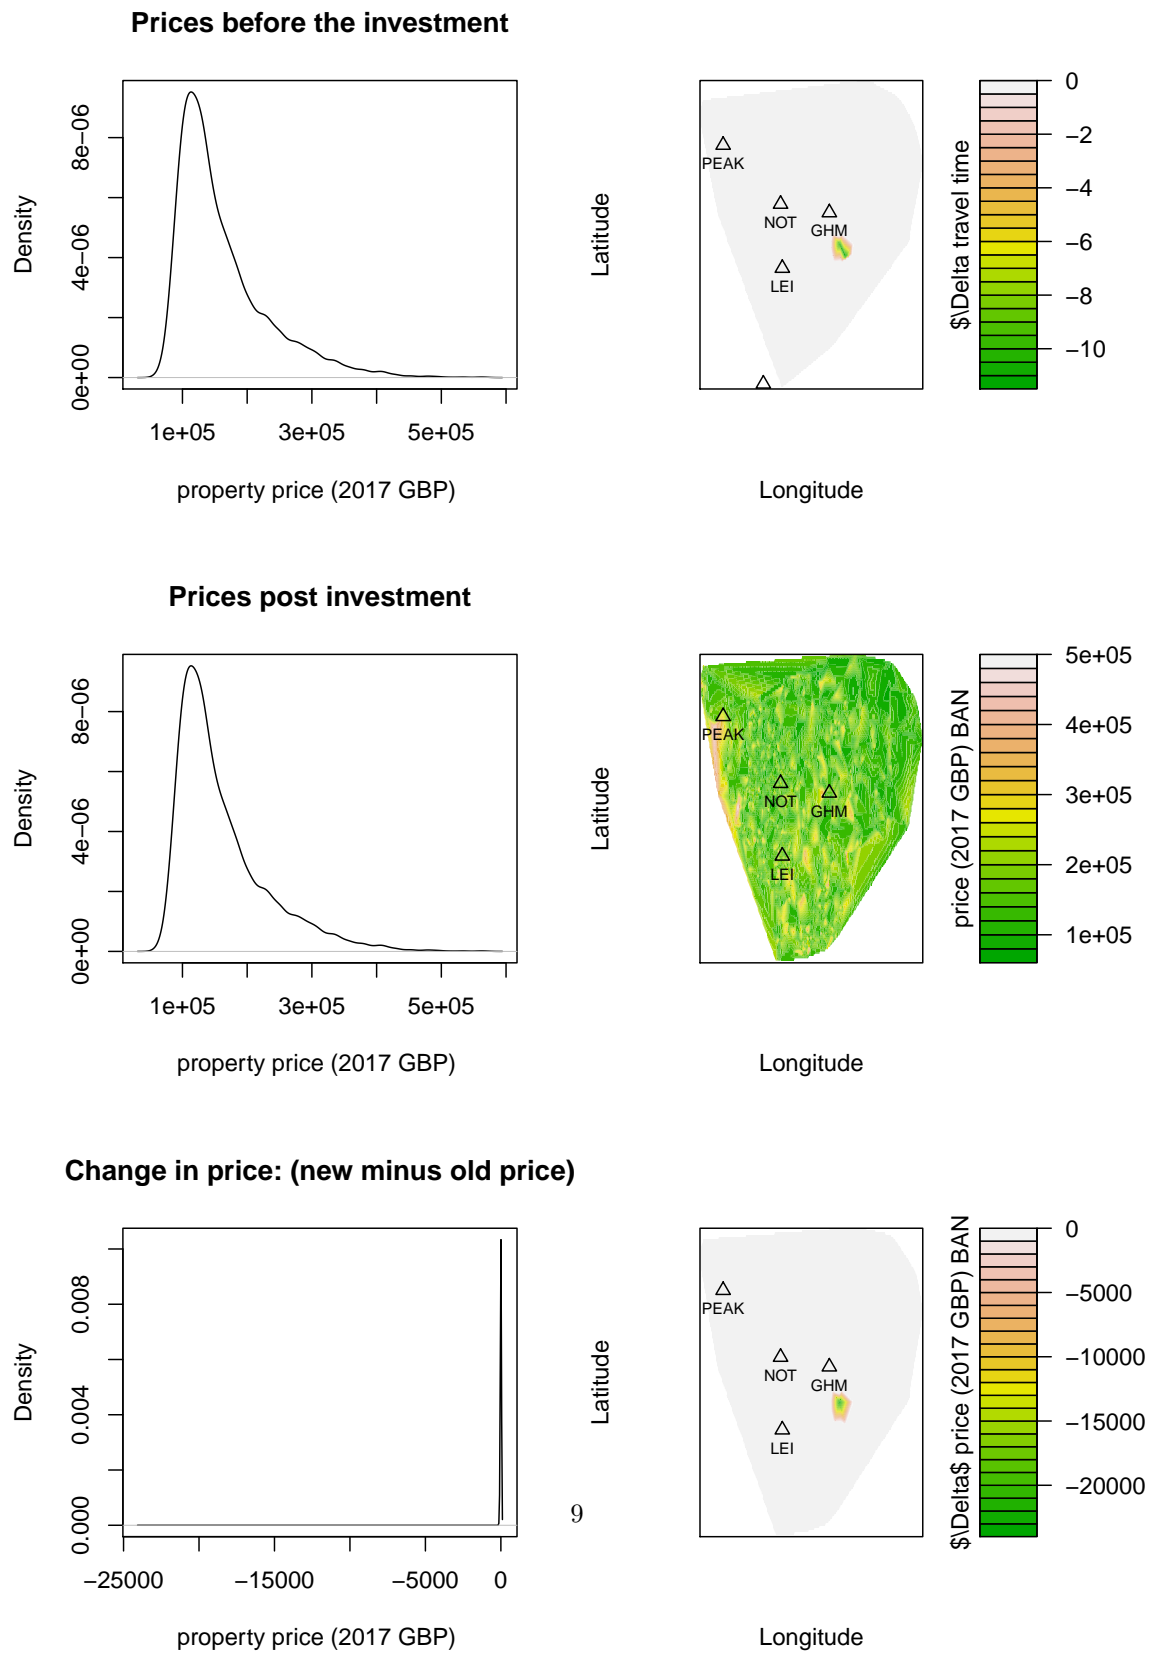 Prices before the investment
Density
0e+00
4e−06
8e−06
1e+05
3e+05
5e+05
property price (2017 GBP)
Latitude
PEAK
NOT
GHM
LEI
Longitude
$\Delta travel time
0
−2
−4
−6
−8
−10
Prices post investment
Density
0e+00
4e−06
8e−06
1e+05
3e+05
5e+05
property price (2017 GBP)
Latitude
PEAK
NOT
GHM
LEI
Longitude
price (2017 GBP) BAN
5e+05
4e+05
3e+05
2e+05
1e+05
Change in price: (new minus old price)
Density
0.000
0.004
0.008
−25000
−15000
−5000
0
property price (2017 GBP)
Latitude
PEAK
NOT
GHM
LEI
Longitude
$\Delta$ price (2017 GBP) BAN
0
−5000
−10000
−15000
−20000
9